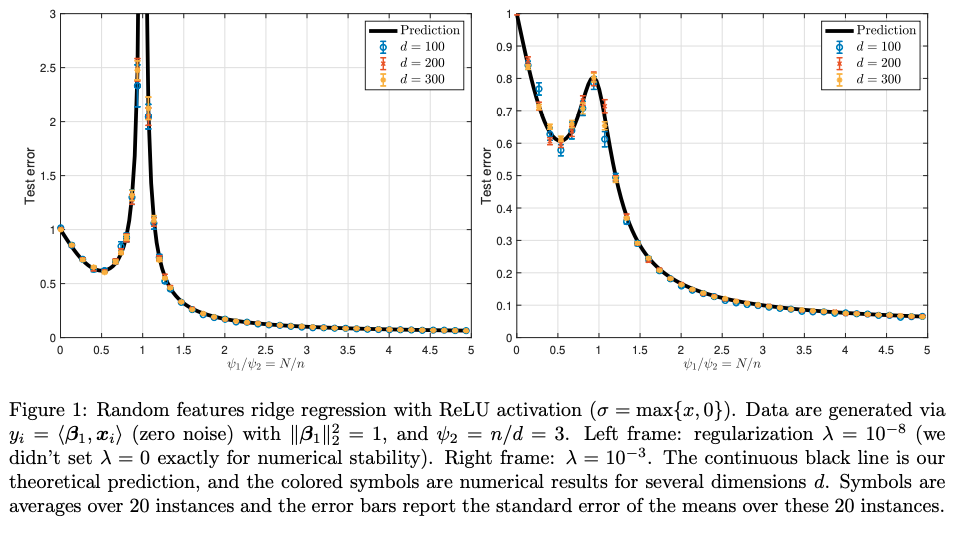 3
2.5
2
1.5
1
0.5
0
0 0.5 1 1.5 2 2.5 3 3.5 4 4.5 5
Test error
ψ₁/ψ₂ = N/n
Prediction
d = 100
d = 200
d = 300
1
0.9
0.8
0.7
0.6
0.5
0.4
0.3
0.2
0.1
0
0 0.5 1 1.5 2 2.5 3 3.5 4 4.5 5
Test error
ψ₁/ψ₂ = N/n
Prediction
d = 100
d = 200
d = 300
Figure 1: Random features ridge regression with ReLU activation (σ = max{x, 0}). Data are generated via
yᵢ = ⟨β₁, xᵢ⟩ (zero noise) with ‖β₁‖₂² = 1, and ψ₂ = n/d = 3. Left frame: regularization λ = 10⁻⁸ (we
didn't set λ = 0 exactly for numerical stability). Right frame: λ = 10⁻³. The continuous black line is our
theoretical prediction, and the colored symbols are numerical results for several dimensions d. Symbols are
averages over 20 instances and the error bars report the standard error of the means over these 20 instances.